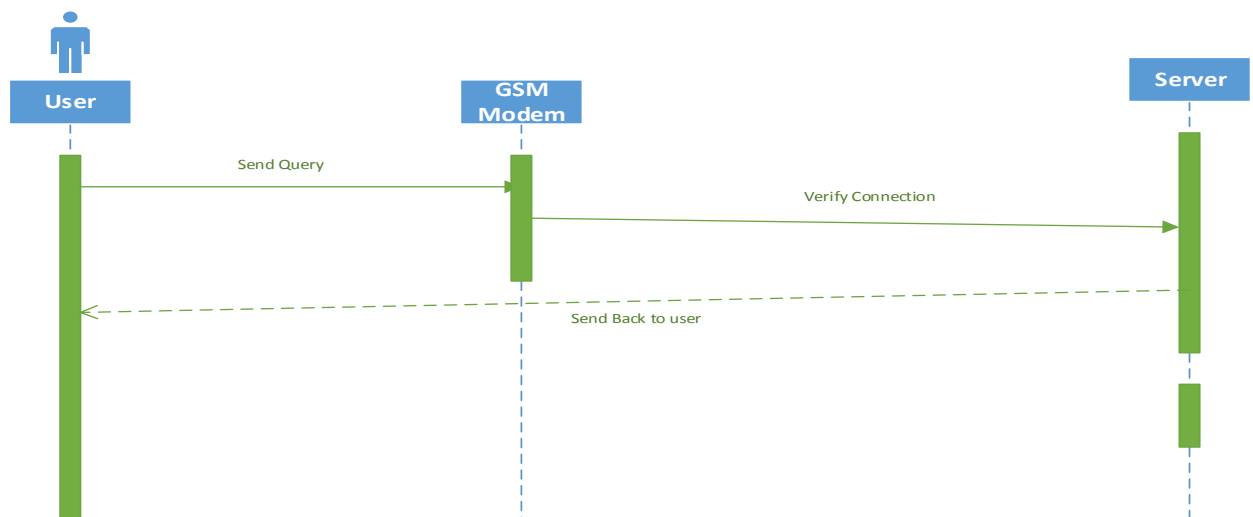 User
GSM
Modem
Server
Send Query
Verify Connection
Send Back to user